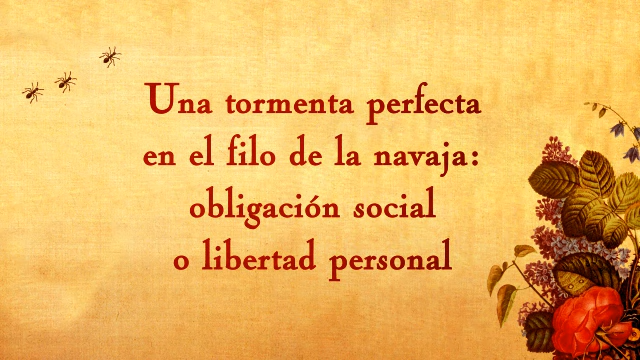 Una tormenta perfecta
en el filo de la navaja:
obligación social
o libertad personal